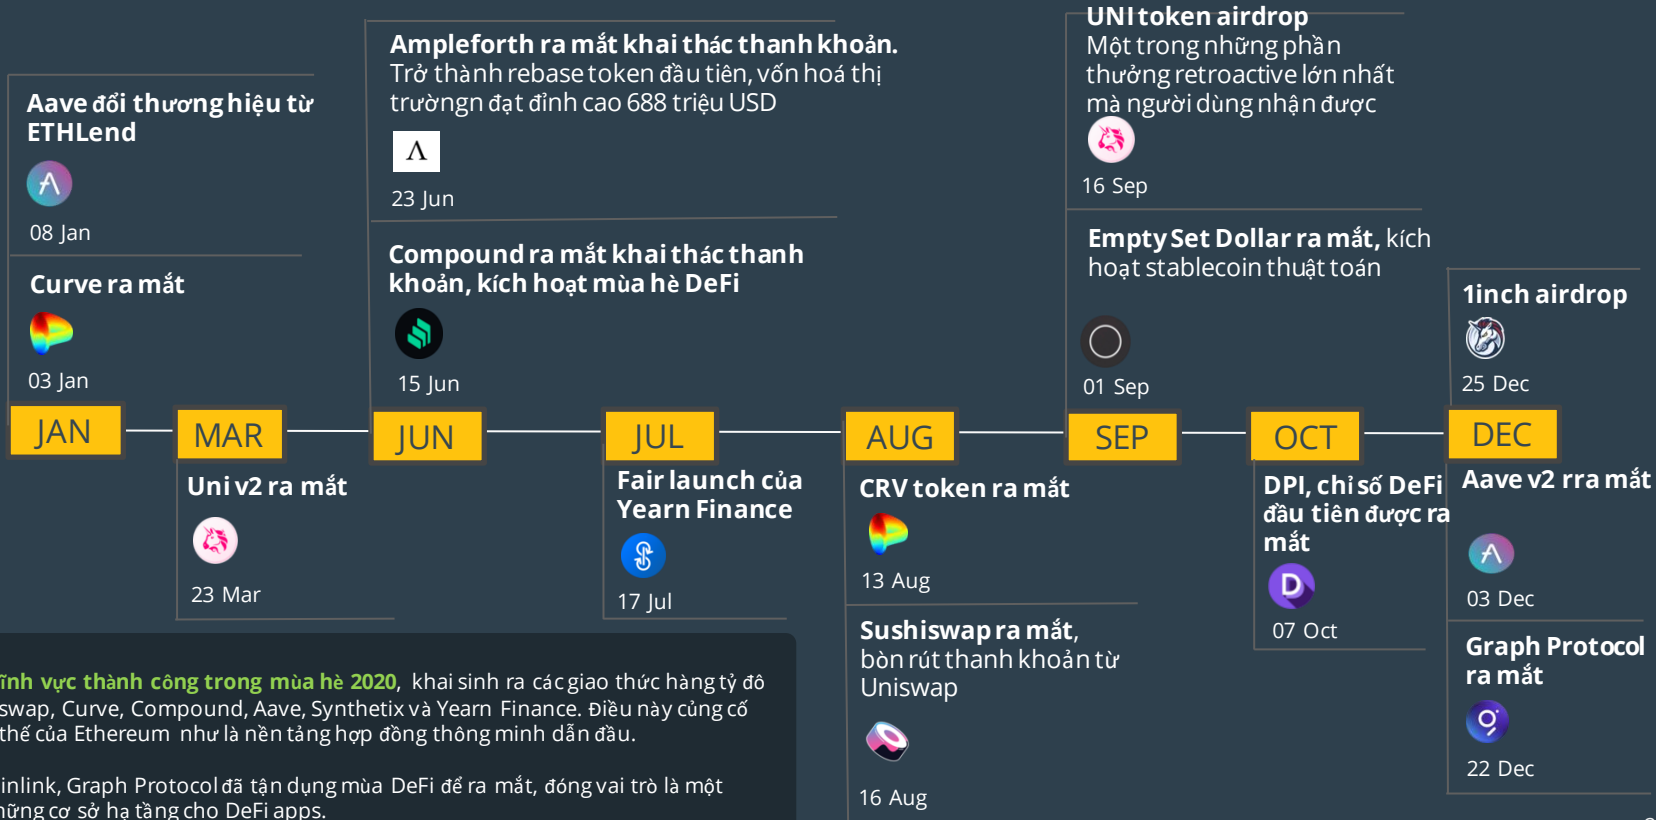 Aave đổi thương hiệu từ
ETHLend
08 Jan
Curve ra mắt
03 Jan
Ampleforth ra mắt khai thác thanh khoản.
Trở thành rebase token đầu tiên, vốn hoá thị
trườngn đạt đỉnh cao 688 triệu USD
23 Jun
Compound ra mắt khai thác thanh
khoản, kích hoạt mùa hè DeFi
15 Jun
UNI token airdrop
Một trong những phần
thưởng retroactive lớn nhất
mà người dùng nhận được
16 Sep
Empty Set Dollar ra mắt, kích
hoạt stablecoin thuật toán
01 Sep
1inch airdrop
25 Dec
JAN
MAR
JUN
JUL
AUG
SEP
OCT
DEC
Uni v2 ra mắt
23 Mar
Fair launch của
Yearn Finance
17 Jul
CRV token ra mắt
13 Aug
Sushiswap ra mắt,
bòn rút thanh khoản từ
Uniswap
16 Aug
DPI, chỉ số DeFi
đầu tiên được ra
mắt
07 Oct
Aave v2 rra mắt
03 Dec
Graph Protocol
ra mắt
22 Dec
vực thành công trong mùa hè 2020, khai sinh ra các giao thức hàng tỷ đô
swap, Curve, Compound, Aave, Synthetix và Yearn Finance. Điều này củng cố
thế của Ethereum như là nền tảng hợp đồng thông minh dẫn đầu.
inlink, Graph Protocol đã tận dụng mùa DeFi để ra mắt, đóng vai trò là một
hững cơ sở hạ tầng cho DeFi apps.